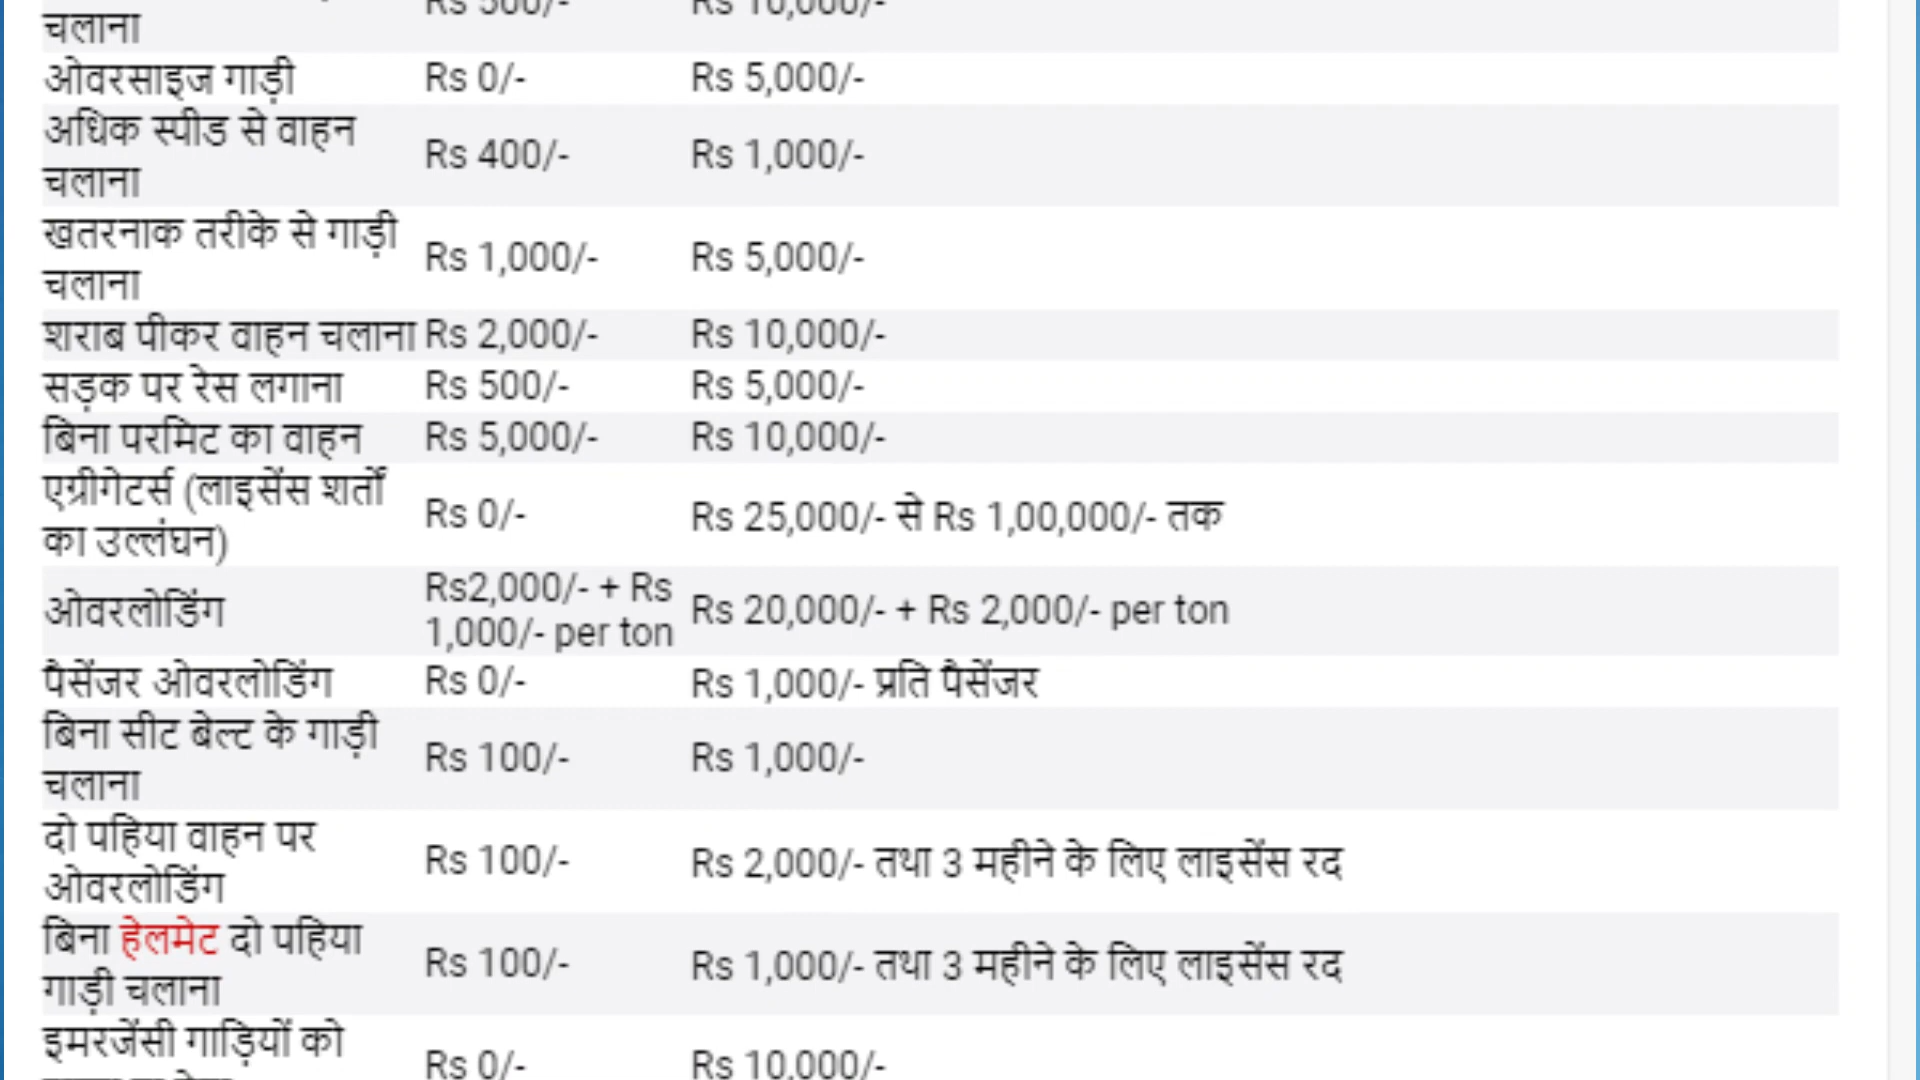 चलाना Rs 500/- Rs 10,000/-
ओवरसाइज गाड़ी Rs 0/- Rs 5,000/-
अधिक स्पीड से वाहन
चलाना Rs 400/- Rs 1,000/-
खतरनाक तरीके से गाड़ी
चलाना Rs 1,000/- Rs 5,000/-
शराब पीकर वाहन चलाना Rs 2,000/- Rs 10,000/-
सड़क पर रेस लगाना Rs 500/- Rs 5,000/-
बिना परमिट का वाहन Rs 5,000/- Rs 10,000/-
एग्रीगेटर्स (लाइसेंस शर्तों
का उल्लंघन) Rs 0/- Rs 25,000/- से Rs 1,00,000/- तक
ओवरलोडिंग Rs2,000/- + Rs
1,000/- per ton Rs 20,000/- + Rs 2,000/- per ton
पैसेंजर ओवरलोडिंग Rs 0/- Rs 1,000/- प्रति पैसेंजर
बिना सीट बेल्ट के गाड़ी
चलाना Rs 100/- Rs 1,000/-
दो पहिया वाहन पर
ओवरलोडिंग Rs 100/- Rs 2,000/- तथा 3 महीने के लिए लाइसेंस रद
बिना हेलमेट दो पहिया
गाड़ी चलाना Rs 100/- Rs 1,000/- तथा 3 महीने के लिए लाइसेंस रद
इमरजेंसी गाड़ियों को
Rs 0/- Rs 10,000/-